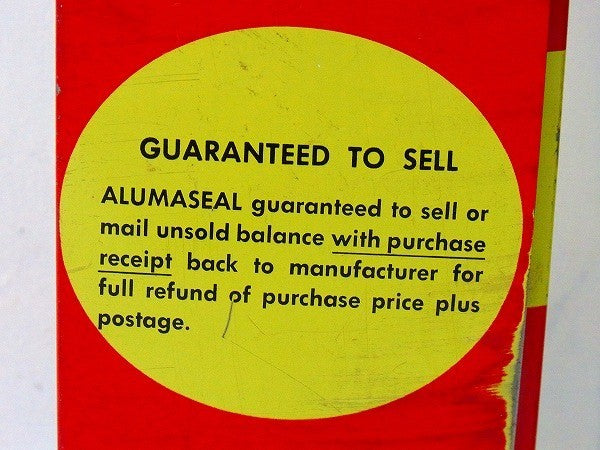 GUARANTEED TO SELL
ALUMASEAL guaranteed to sell or
mail unsold balance with purchase
receipt back to manufacturer for
full refund of purchase price plus
postage.